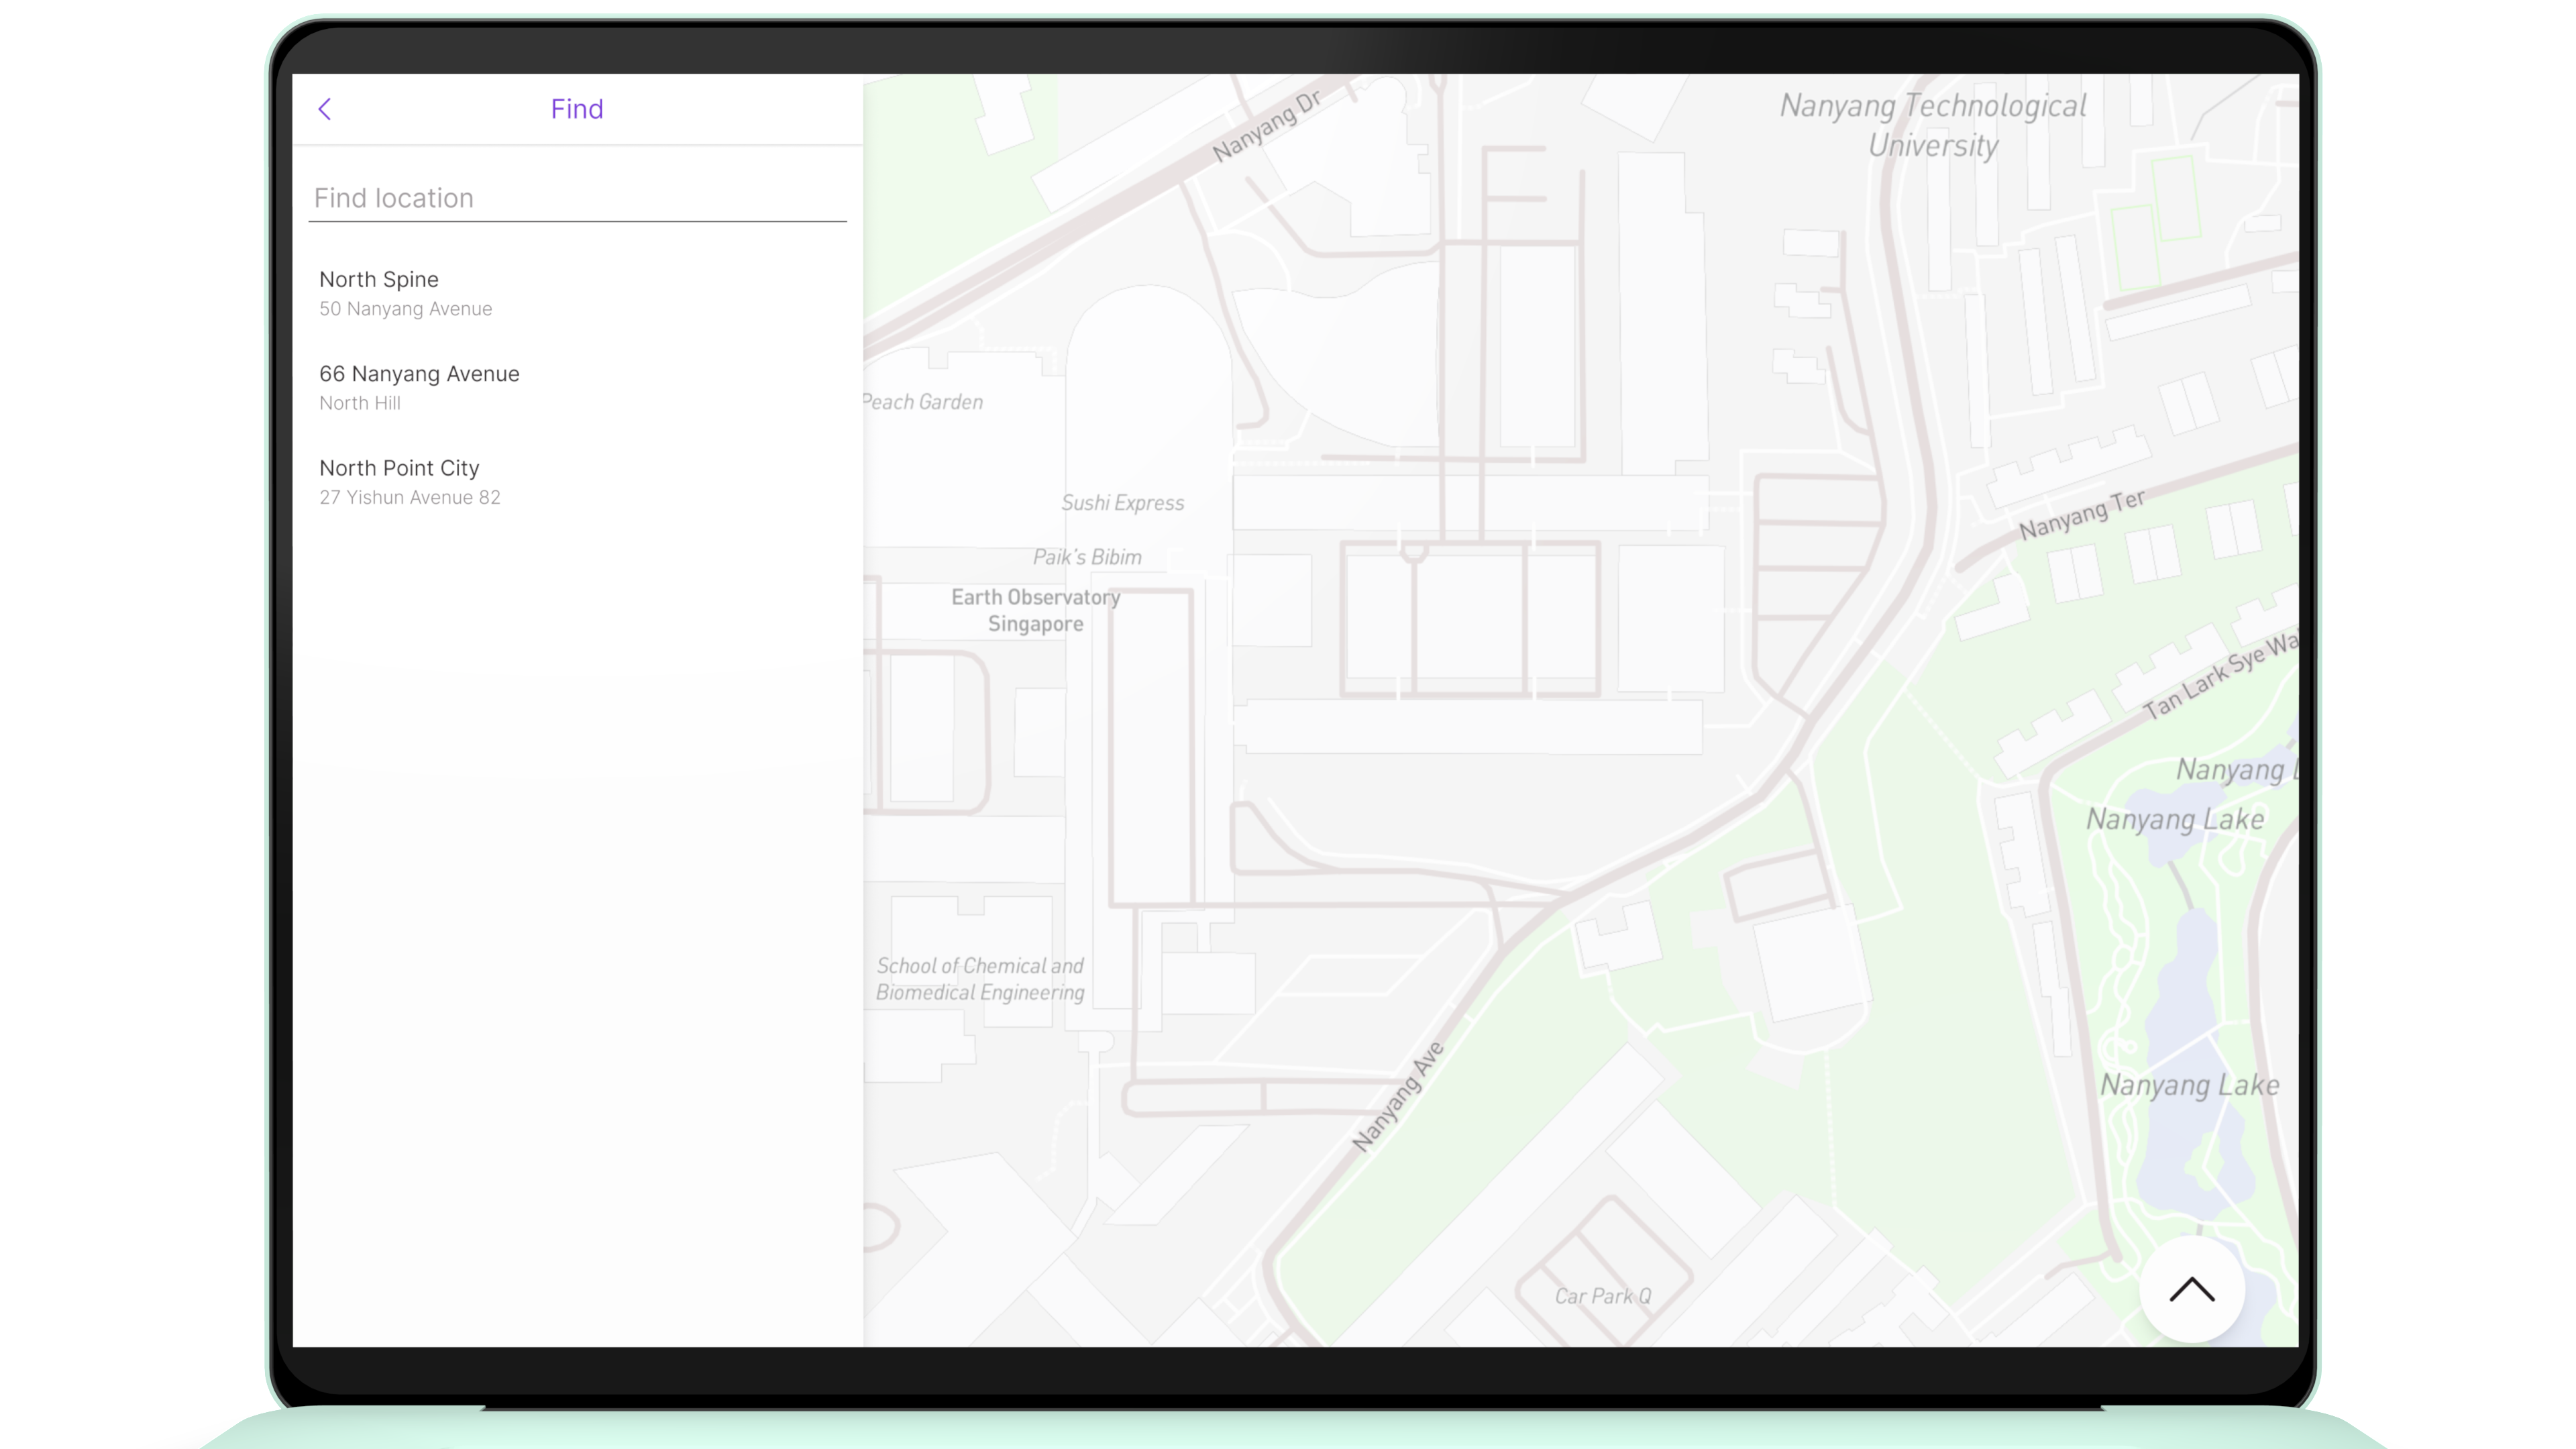 Find
Find location
North Spine
50 Nanyang Avenue
66 Nanyang Avenue
North Hill
North Point City
27 Yishun Avenue 82
Nanyang Dr
Nanyang Technological
University
Peach Garden
Sushi Express
Paik's Bibim
Earth Observatory
Singapore
Nanyang Ter
Tan Lark Sye Wa
Nanyang L
Nanyang Lake
School of Chemical and
Biomedical Engineering
Nanyang Ave
Nanyang Lake
Car Park Q